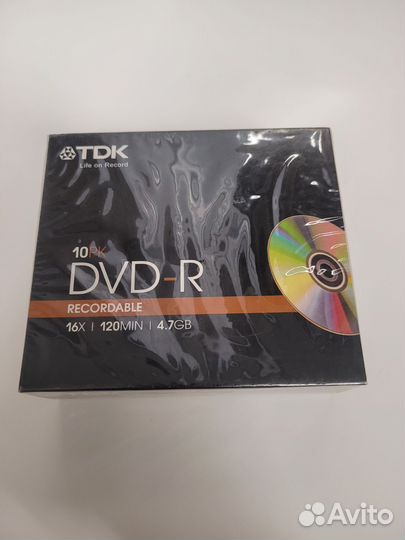 TDK
Life on Record
10PK
DVD-R
RECORDABLE
16X | 120MIN | 4.7GB
Avito